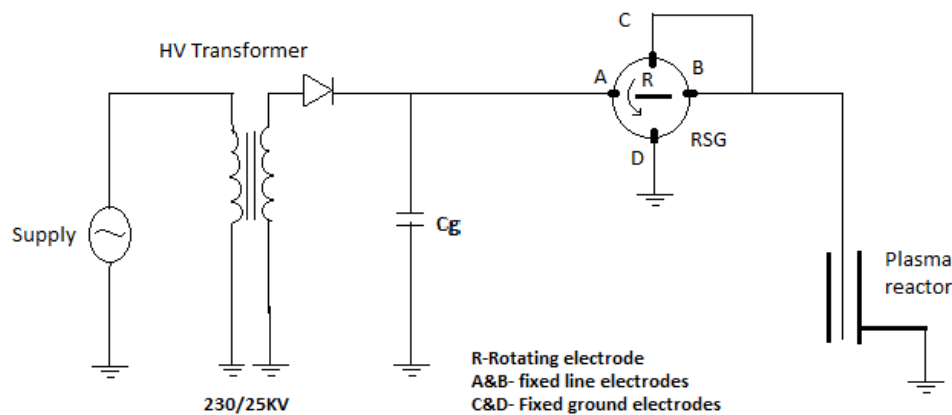 C
HV Transformer
A
R
B
D
RSG
Supply
Cg
Plasma
reactor
R-Rotating electrode
A&B- fixed line electrodes
230/25KV
C&D- Fixed ground electrodes